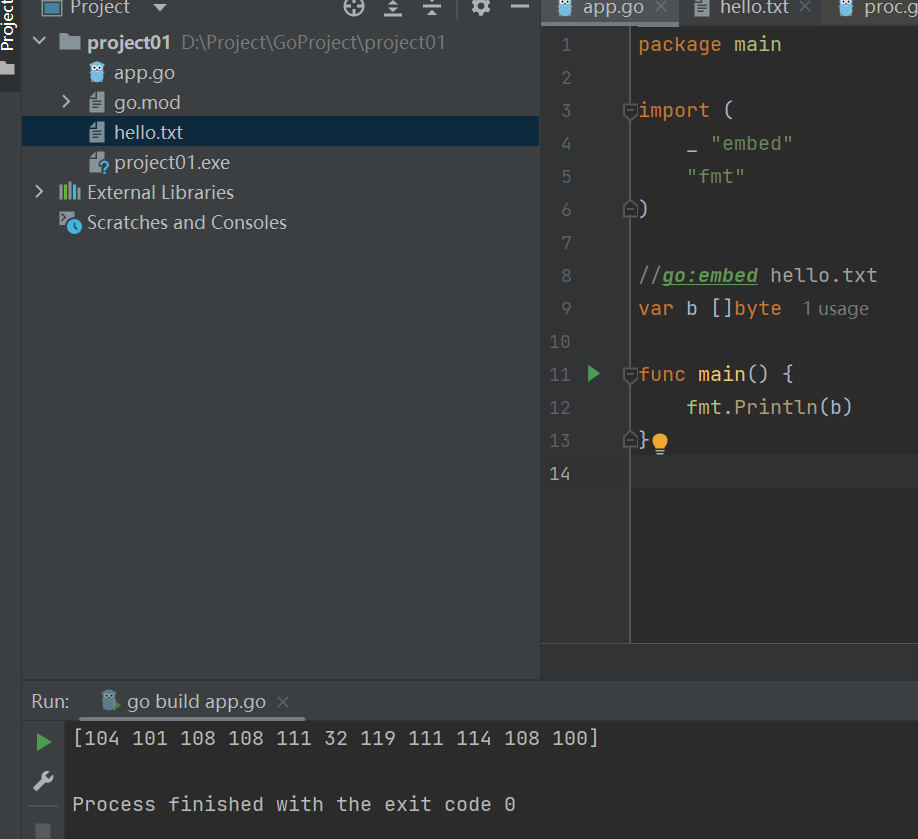 Project
Project
app.go
hello.txt
proc.g
project01 D:\Project\GoProject\project01
app.go
go.mod
hello.txt
project01.exe
External Libraries
Scratches and Consoles
1 package main
2
3 import (
4 _ "embed"
5 "fmt"
6 )
7
8 //go:embed hello.txt
9 var b []byte 1 usage
10
11 func main() {
12 fmt.Println(b)
13 }
14
Run: go build app.go
[104 101 108 108 111 32 119 111 114 108 100]
Process finished with the exit code 0